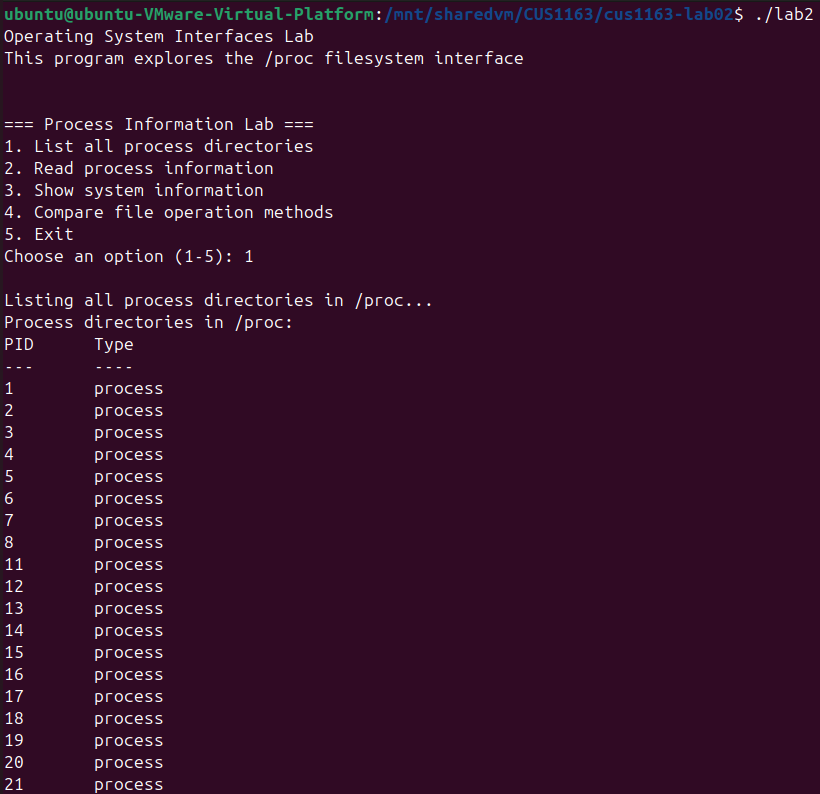 ubuntu@ubuntu-VMware-Virtual-Platform:/mnt/sharedvm/CUS1163/cus1163-lab02$ ./lab2
Operating System Interfaces Lab
This program explores the /proc filesystem interface
=== Process Information Lab ===
1. List all process directories
2. Read process information
3. Show system information
4. Compare file operation methods
5. Exit
Choose an option (1-5): 1
Listing all process directories in /proc...
Process directories in /proc:
PID      Type
---      ----
1        process
2        process
3        process
4        process
5        process
6        process
7        process
8        process
11       process
12       process
13       process
14       process
15       process
16       process
17       process
18       process
19       process
20       process
21       process